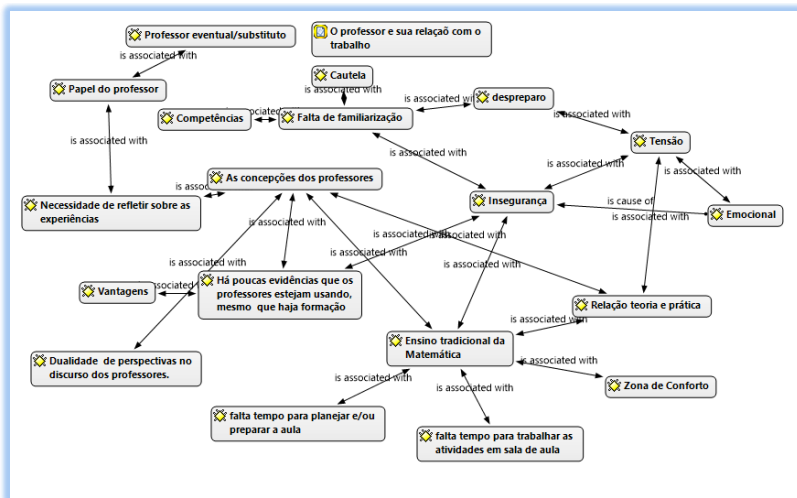 Professor eventual/substituto
O professor e sua relaçaõ com o
trabalho
is associated with
Cautela
Papel do professor
is associated with
despreparo
is associated with
Competências
Falta de familiarização
Tensão
is associated with
is associated with
is associated with
is associated with
As concepções dos professores
Necessidade de refletir sobre as
experiências
Insegurança
is cause of
is associated with
Emocional
is associated with
is associated with
is associated with
is associated with
Vantagens
Há poucas evidências que os
professores estejam usando,
mesmo que haja formação
is associated with
is associated with
Relação teoria e prática
is associated with
Ensino tradicional da
Matemática
Dualidade de perspectivas no
discurso dos professores.
is associated with
is associated with
is associated with
Zona de Conforto
falta tempo para planejar e/ou
preparar a aula
falta tempo para trabalhar as
atividades em sala de aula